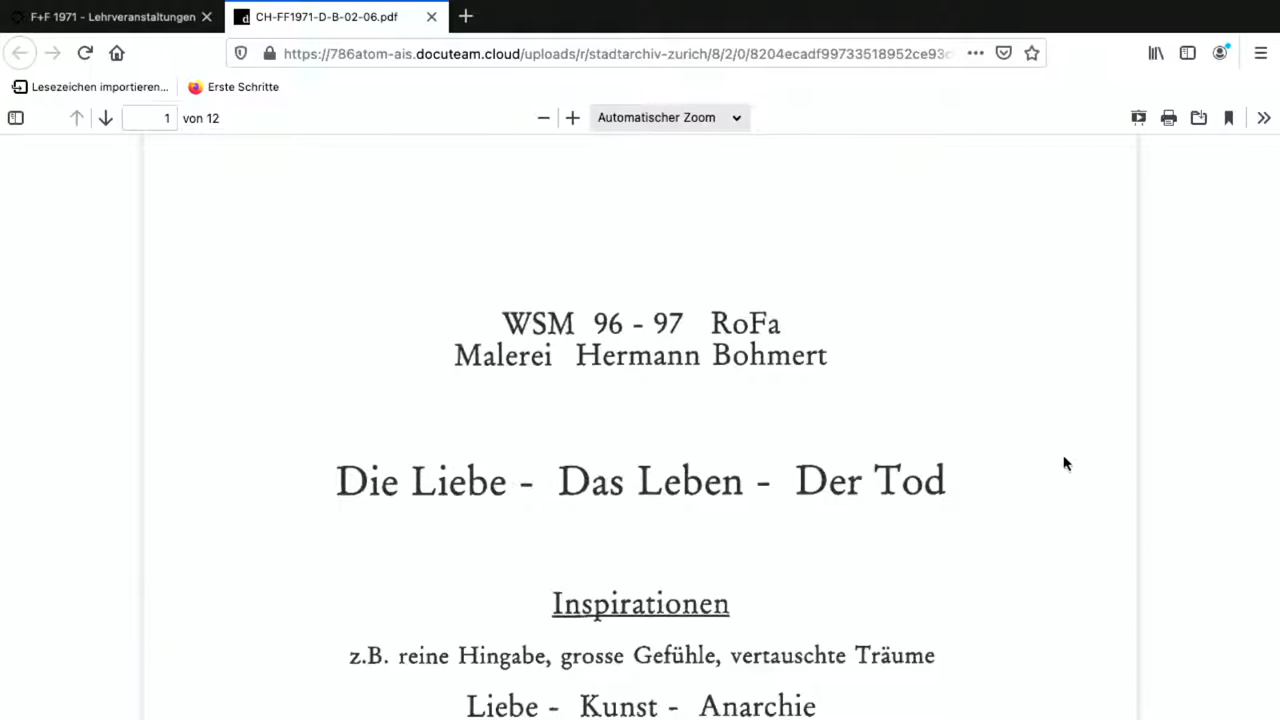 F+F 1971 - Lehrveranstaltungen
CH-FF1971-D-B-02-06.pdf
https://786atom-ais.docuteam.cloud/uploads/r/stadtarchiv-zurich/8/2/0/8204ecadf99733518952ce93c
Lesezeichen importieren...
Erste Schritte
1 von 12
Automatischer Zoom
WSM 96 - 97 RoFa
Malerei Hermann Bohmert
Die Liebe - Das Leben - Der Tod
Inspirationen
z.B. reine Hingabe, grosse Gefühle, vertauschte Träume
Liebe - Kunst - Anarchie